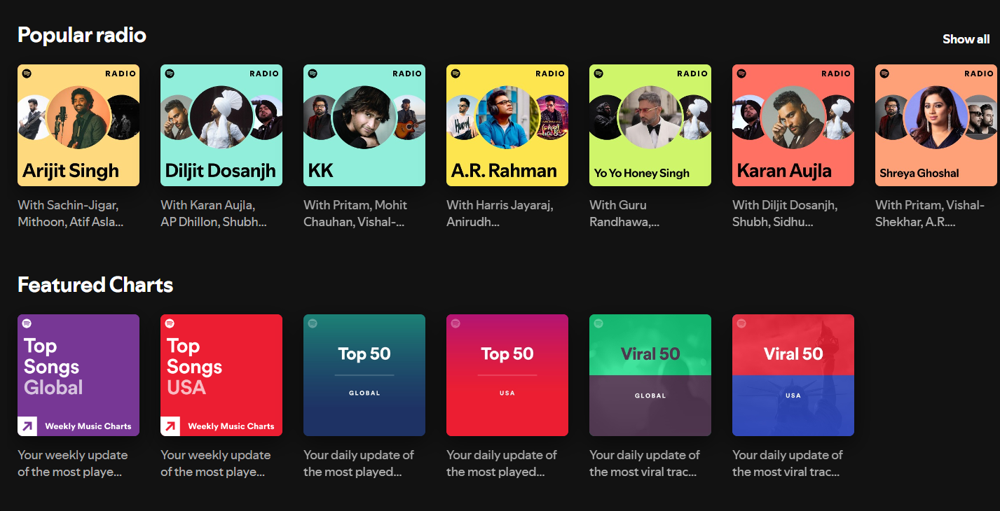 Popular radio
Show all
RADIO
Arijit Singh
With Sachin-Jigar,
Mithoon, Atif Asla...
RADIO
Diljit Dosanjh
With Karan Aujla,
AP Dhillon, Shubh...
RADIO
KK
With Pritam, Mohit
Chauhan, Vishal-...
RADIO
A.R. Rahman
With Harris Jayaraj,
Anirudh...
RADIO
Yo Yo Honey Singh
With Guru
Randhawa,...
RADIO
Karan Aujla
With Diljit Dosanjh,
Shubh, Sidhu...
RADIO
Shreya Ghoshal
With Pritam, Vishal-
Shekhar, A.R....
Featured Charts
Top
Songs
Global
Weekly Music Charts
Your weekly update
of the most playe...
Top
Songs
USA
Weekly Music Charts
Your weekly update
of the most playe...
Top 50
GLOBAL
Your daily update of
the most played...
Top 50
USA
Your daily update of
the most played...
Viral 50
GLOBAL
Your daily update of
the most viral trac...
Viral 50
USA
Your daily update of
the most viral trac...